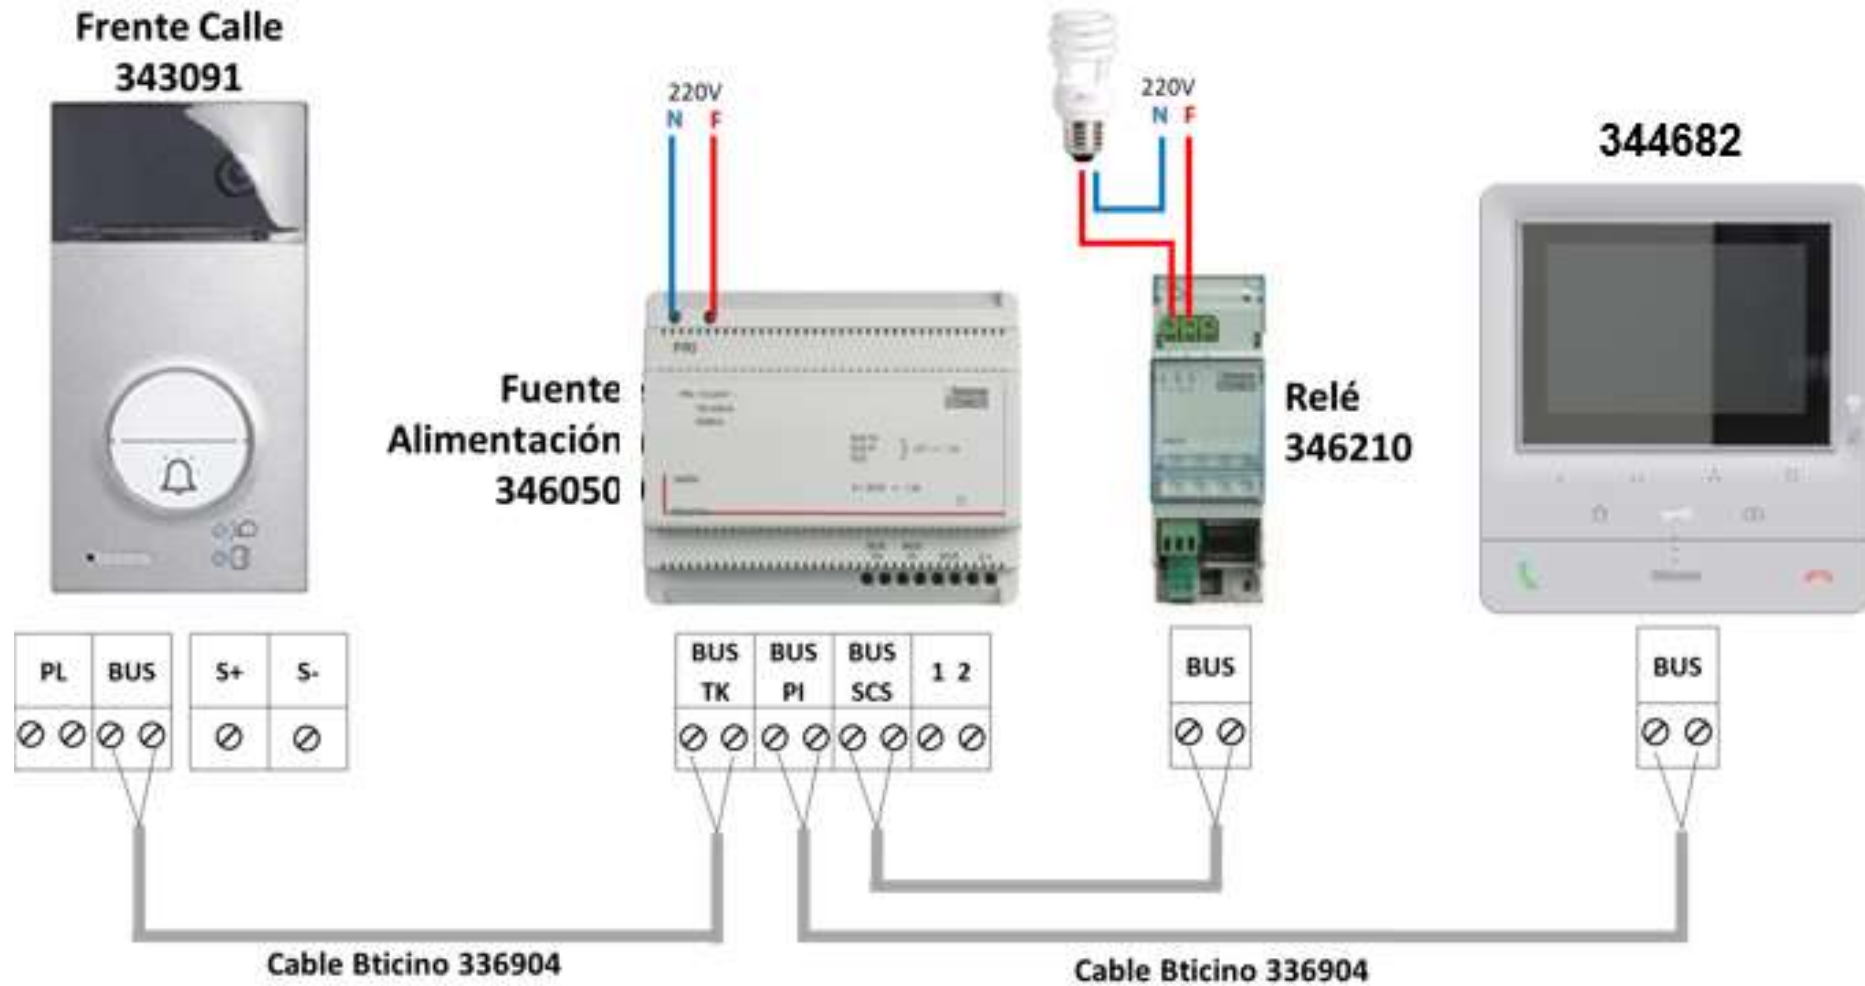 Frente Calle
343091
220V
N F
220V
N F
344682
Fuente
Alimentación
346050
PRI
Relé
346210
PL BUS S+ S-
BUS TK
BUS PI
BUS SCS
1 2
BUS
BUS
Cable Bticino 336904
Cable Bticino 336904